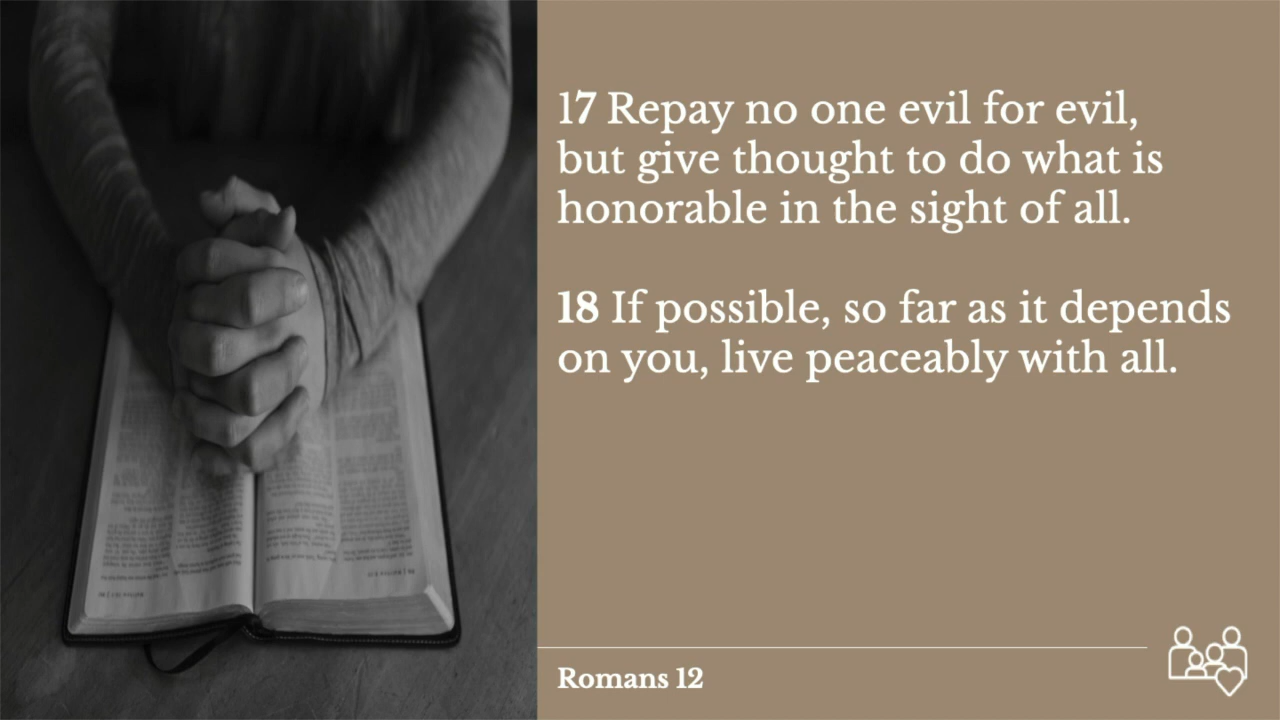 17 Repay no one evil for evil,
but give thought to do what is
honorable in the sight of all.
18 If possible, so far as it depends
on you, live peaceably with all.
Romans 12